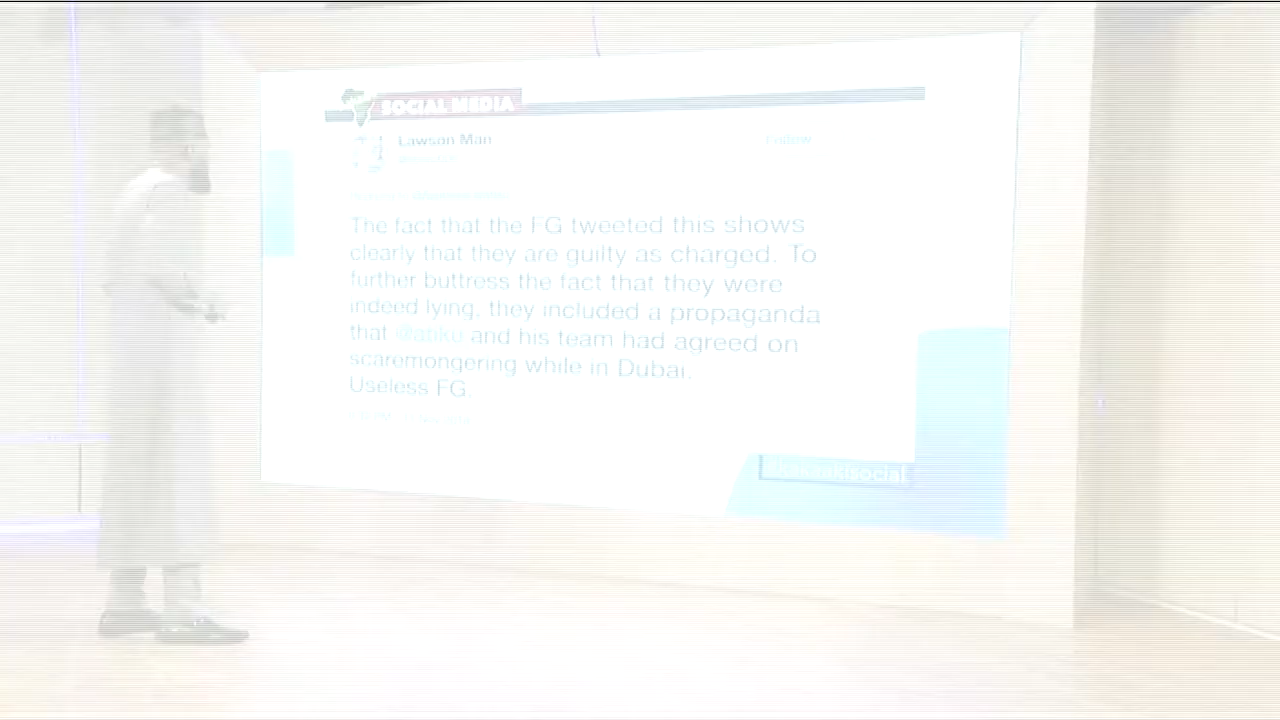 SOCIAL MEDIA
Lawson Man
Follow
The fact that the FG tweeted this shows
clearly that they are guilty as charged. To
further buttress the fact that they were
indeed lying, they included a propaganda
that @atiku and his team had agreed on
scaremongering while in Dubai.
Useless FG.